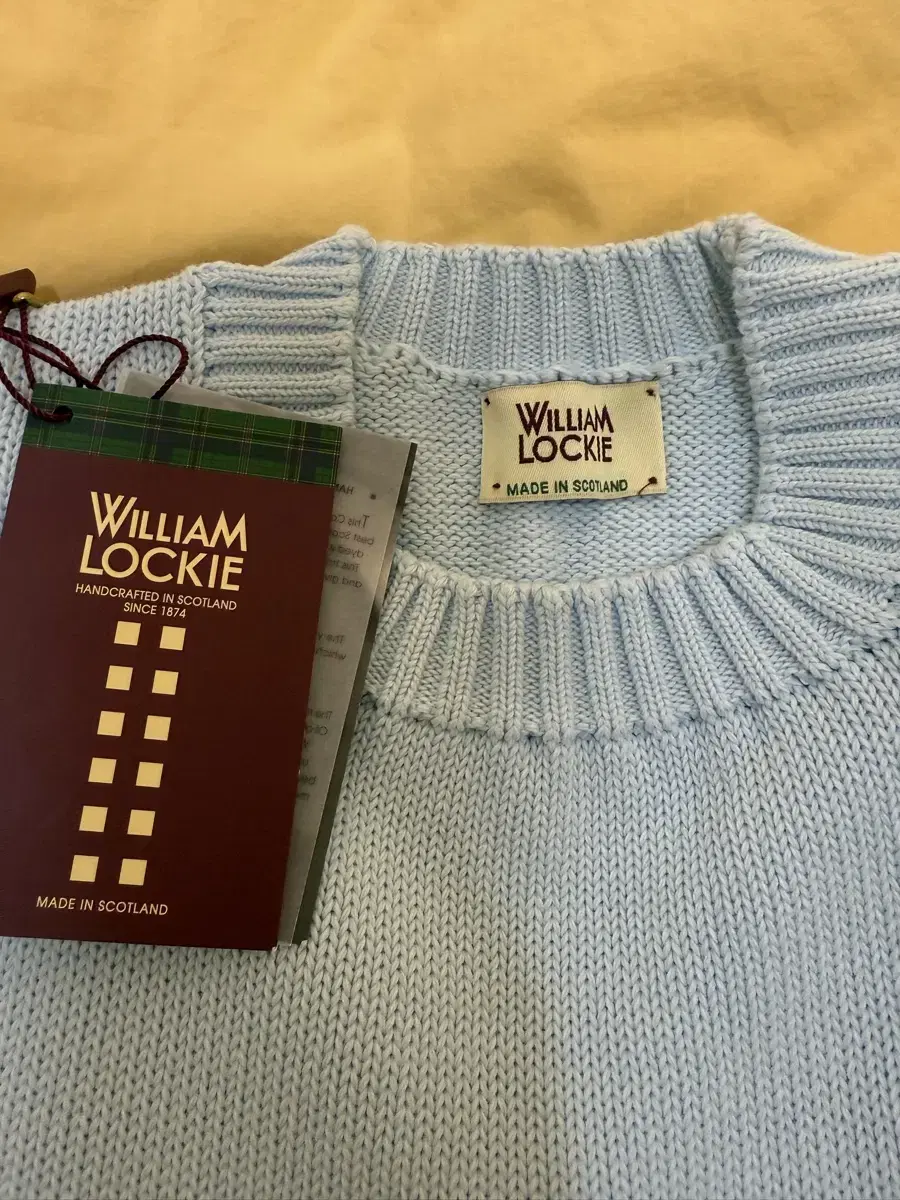 WILLIAM
LOCKIE
MADE IN SCOTLAND
WILLIAM
LOCKIE
HANDCRAFTED IN SCOTLAND
SINCE 1874
MADE IN SCOTLAND